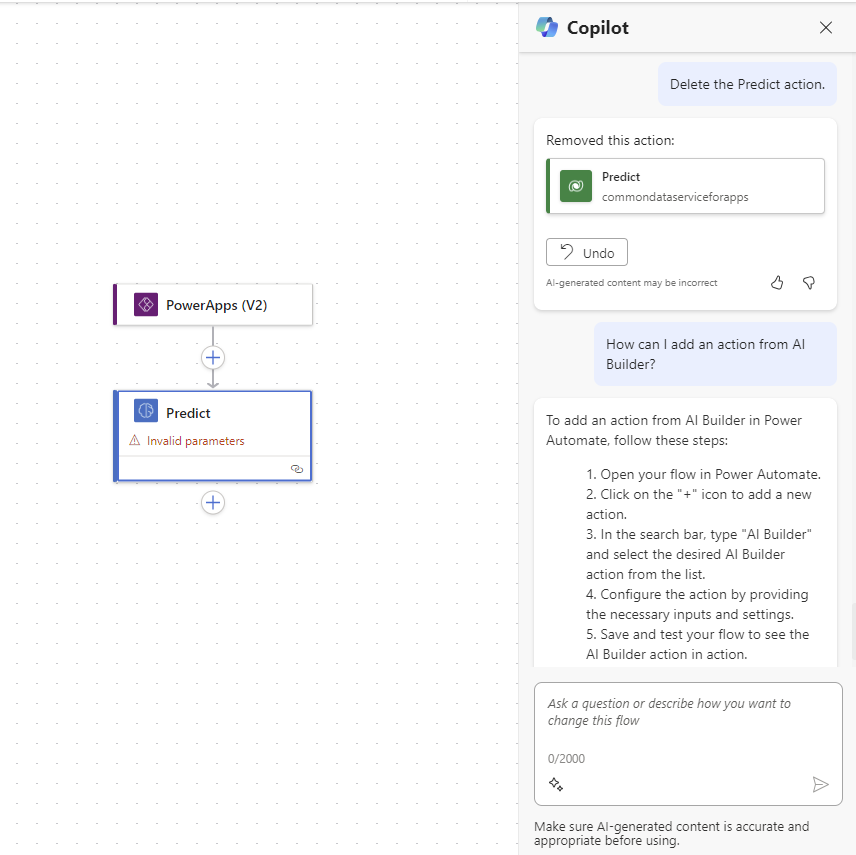 Copilot
Delete the Predict action.
Removed this action:
Predict
commondataserviceforapps
Undo
AI-generated content may be incorrect
PowerApps (V2)
Predict
Invalid parameters
How can I add an action from AI
Builder?
To add an action from AI Builder in Power
Automate, follow these steps:
1. Open your flow in Power Automate.
2. Click on the "+" icon to add a new
action.
3. In the search bar, type "AI Builder"
and select the desired AI Builder
action from the list.
4. Configure the action by providing
the necessary inputs and settings.
5. Save and test your flow to see the
AI Builder action in action.
Ask a question or describe how you want to
change this flow
0/2000
Make sure AI-generated content is accurate and
appropriate before using.